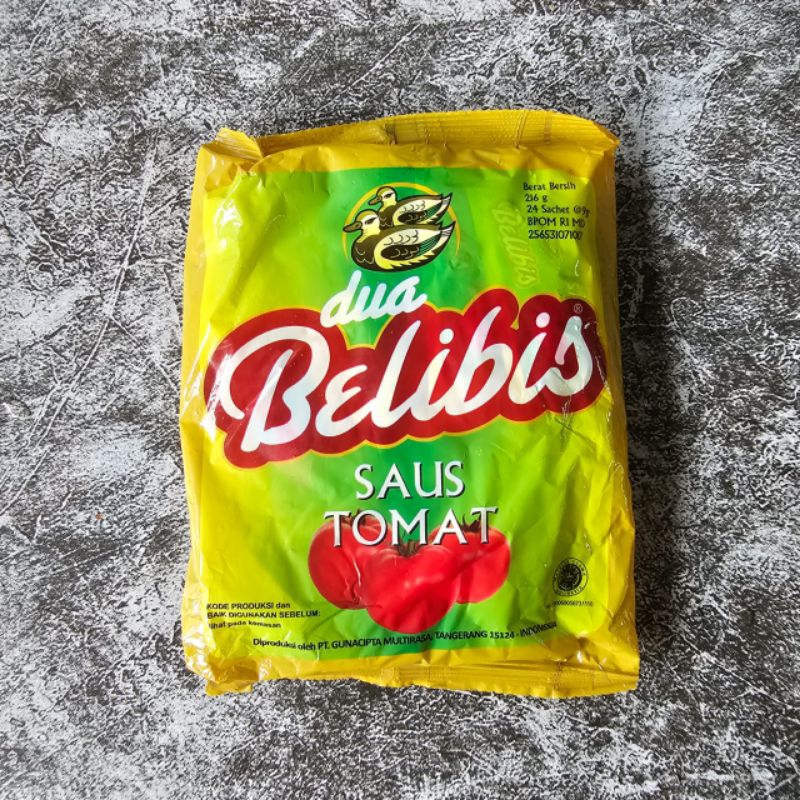 Berat Bersih
216 g
24 Sachet @9g
BPOM RI MD
dua
Belibis®
SAUS
TOMAT
KODE PRODUKSI dan
BAIK DIGUNAKAN SEBELUM:
lihat pada kemasan
Diproduksi oleh PT. GUNACIPTA MULTIRASA, TANGERANG 15124 - INDONESIA
Belibis